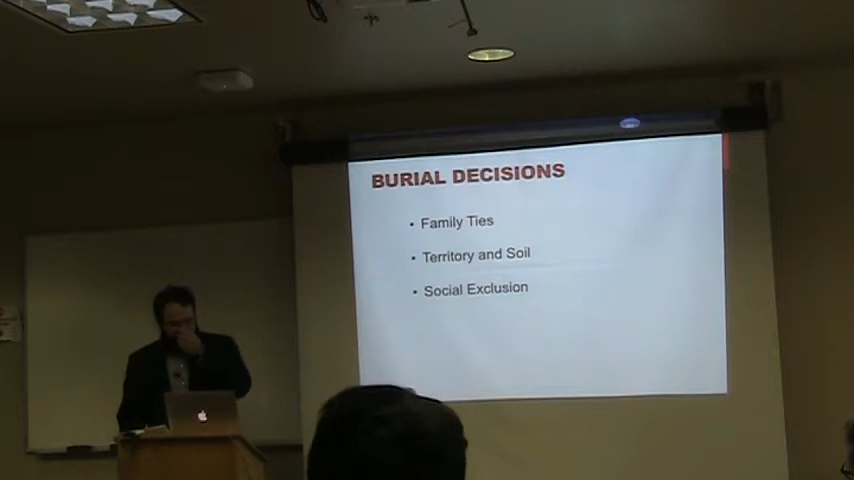 BURIAL DECISIONS
• Family Ties
• Territory and Soil
• Social Exclusion